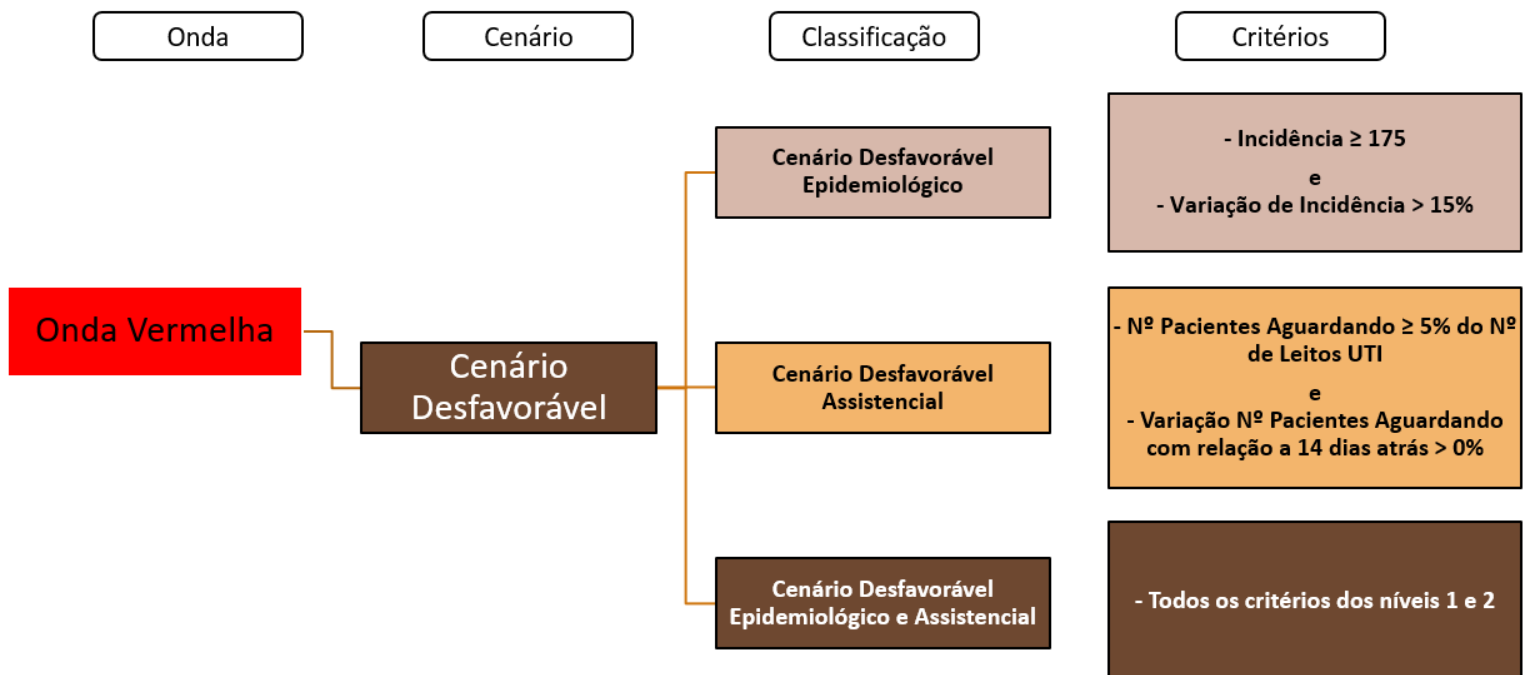 Onda
Cenário
Classificação
Critérios
Onda Vermelha
Cenário
Desfavorável
Cenário Desfavorável
Epidemiológico
- Incidência ≥ 175
e
- Variação de Incidência > 15%
Cenário Desfavorável
Assistencial
- Nº Pacientes Aguardando ≥ 5% do Nº
de Leitos UTI
e
- Variação Nº Pacientes Aguardando
com relação a 14 dias atrás > 0%
Cenário Desfavorável
Epidemiológico e Assistencial
- Todos os critérios dos níveis 1 e 2